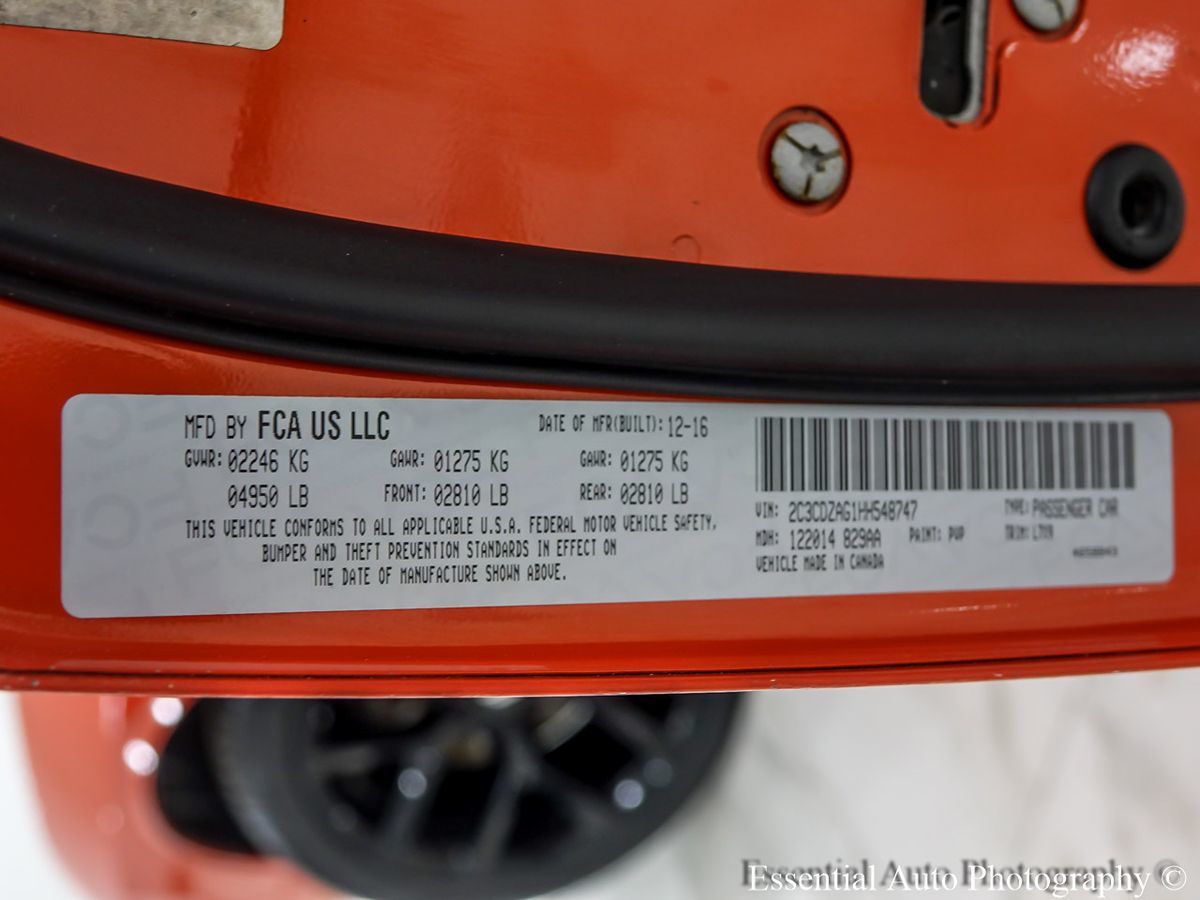 MFD BY FCA US LLC
DATE OF MFR(BUILT): 12-16
GVWR: 02246 KG GAWR: 01275 KG GAWR: 01275 KG
04950 LB FRONT: 02810 LB REAR: 02810 LB
THIS VEHICLE CONFORMS TO ALL APPLICABLE U.S.A. FEDERAL MOTOR VEHICLE SAFETY,
BUMPER AND THEFT PREVENTION STANDARDS IN EFFECT ON
THE DATE OF MANUFACTURE SHOWN ABOVE.
VIN: 2C3CDZAG1HH548747 TYPE: PASSENGER CAR
MDH: 122014 829AA PAINT: PVP TRIM:
VEHICLE MADE IN CANADA
Essential Auto Photography ©